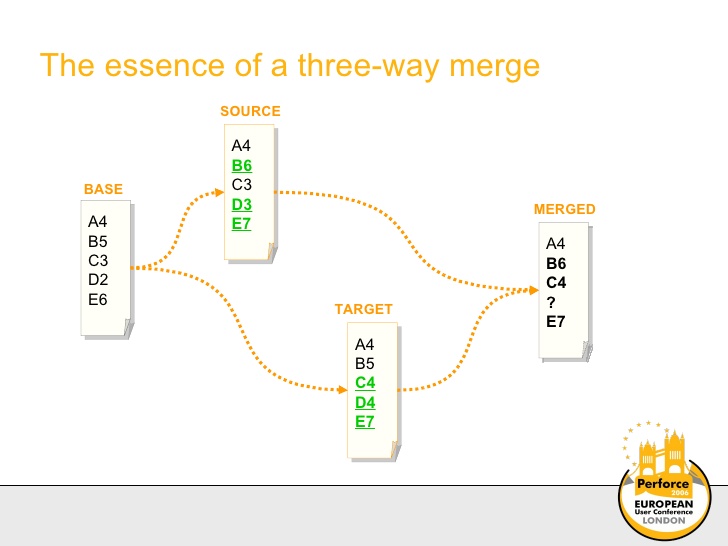 The essence of a three-way merge
SOURCE
A4
B6
C3
D3
E7
BASE
A4
B5
C3
D2
E6
MERGED
A4
B6
C4
?
E7
TARGET
A4
B5
C4
D4
E7
Perforce
2006
EUROPEAN
User Conference
LONDON